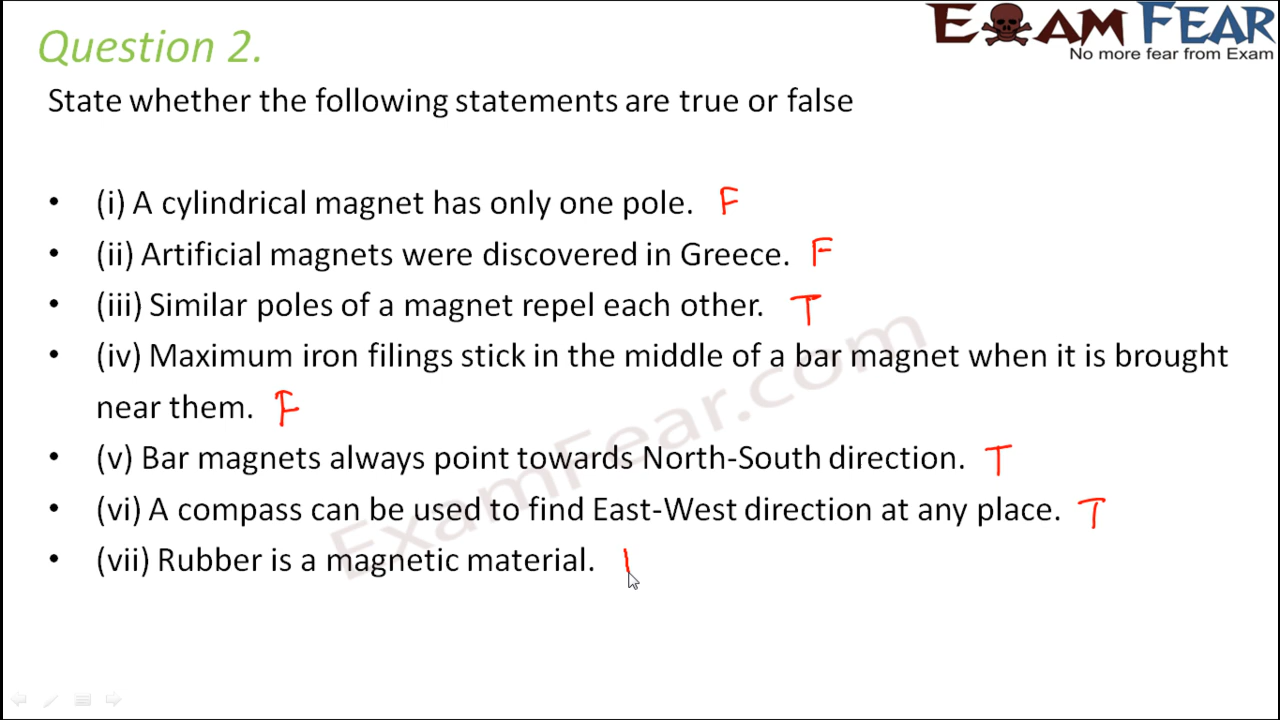 Question 2.
EXAM FEAR
No more fear from Exam
State whether the following statements are true or false
• (i) A cylindrical magnet has only one pole. F
• (ii) Artificial magnets were discovered in Greece. F
• (iii) Similar poles of a magnet repel each other. T
• (iv) Maximum iron filings stick in the middle of a bar magnet when it is brought
near them. F
• (v) Bar magnets always point towards North-South direction. T
• (vi) A compass can be used to find East-West direction at any place. T
• (vii) Rubber is a magnetic material.
ExamFear.com